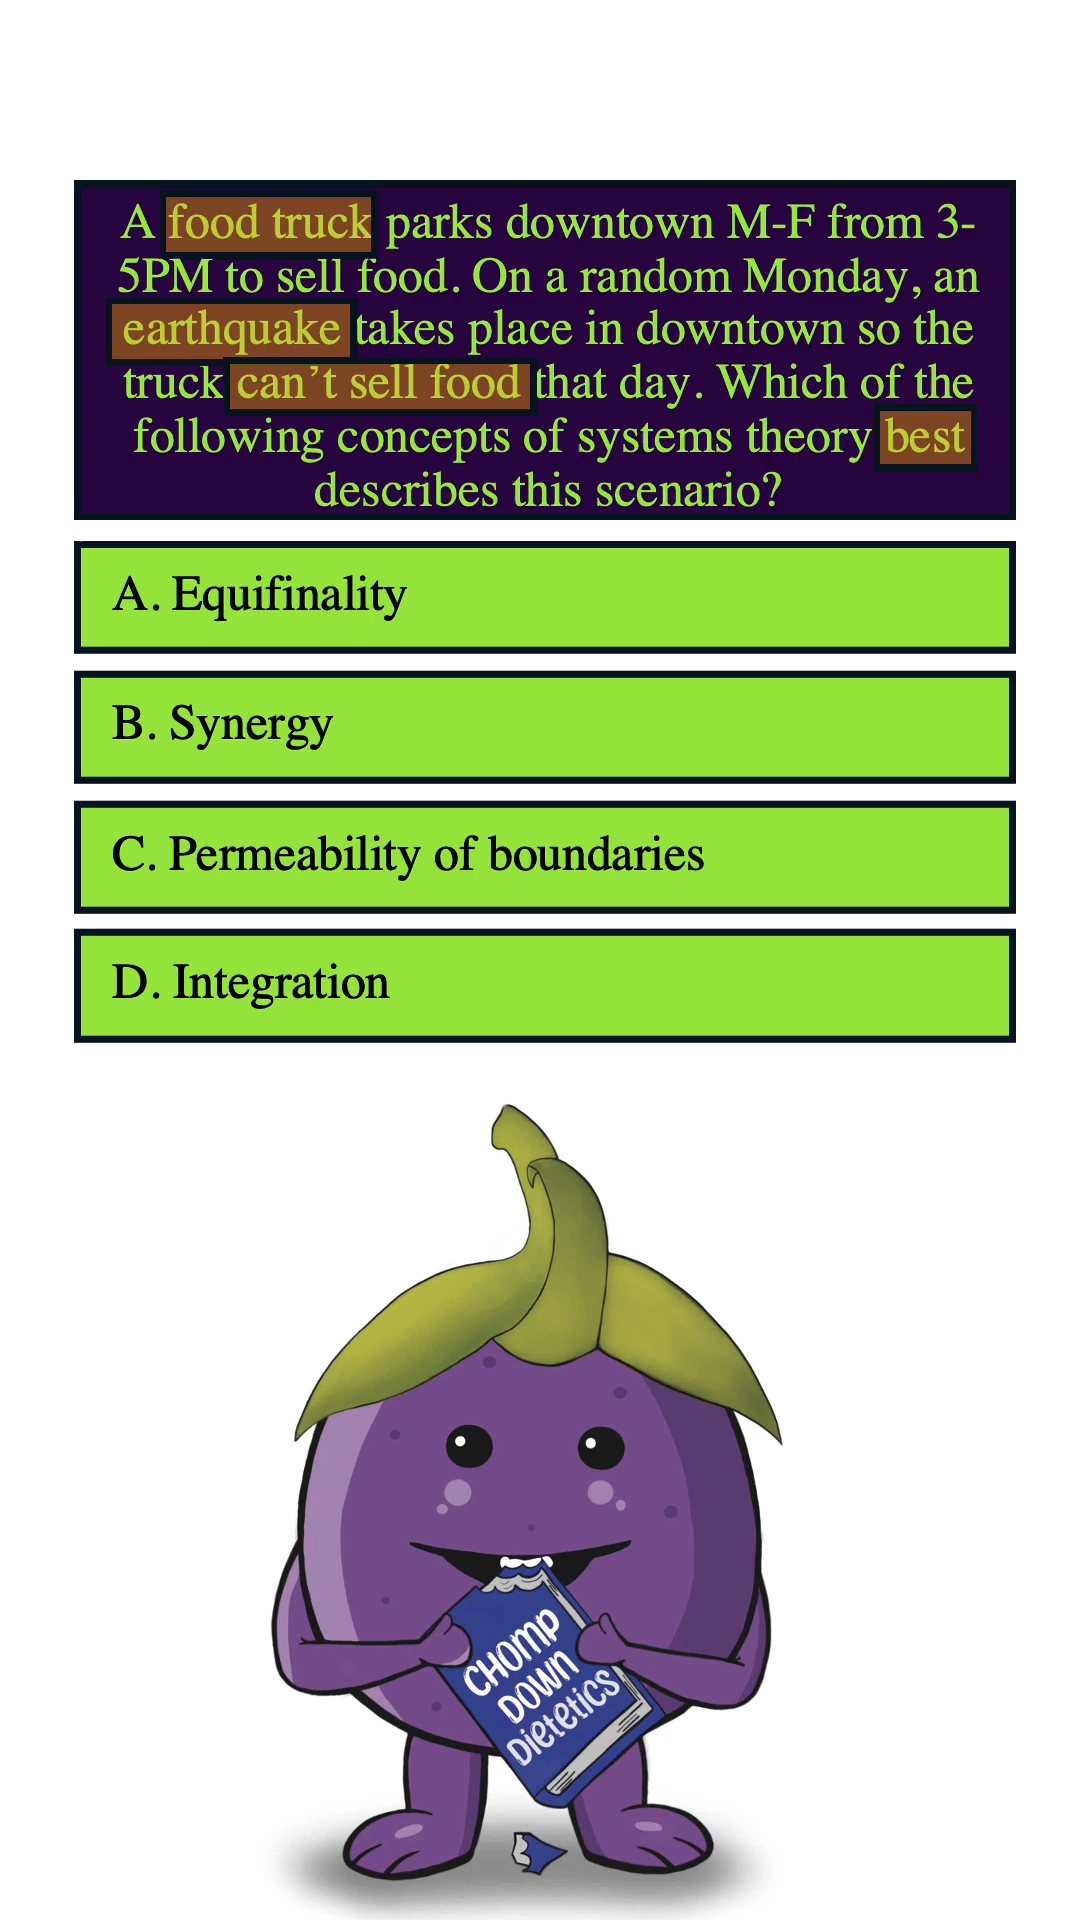 A food truck parks downtown M-F from 3-
5PM to sell food. On a random Monday, an
earthquake takes place in downtown so the
truck can’t sell food that day. Which of the
following concepts of systems theory best
describes this scenario?
A. Equifinality
B. Synergy
C. Permeability of boundaries
D. Integration
CHOMP
DOWN
Dietetics